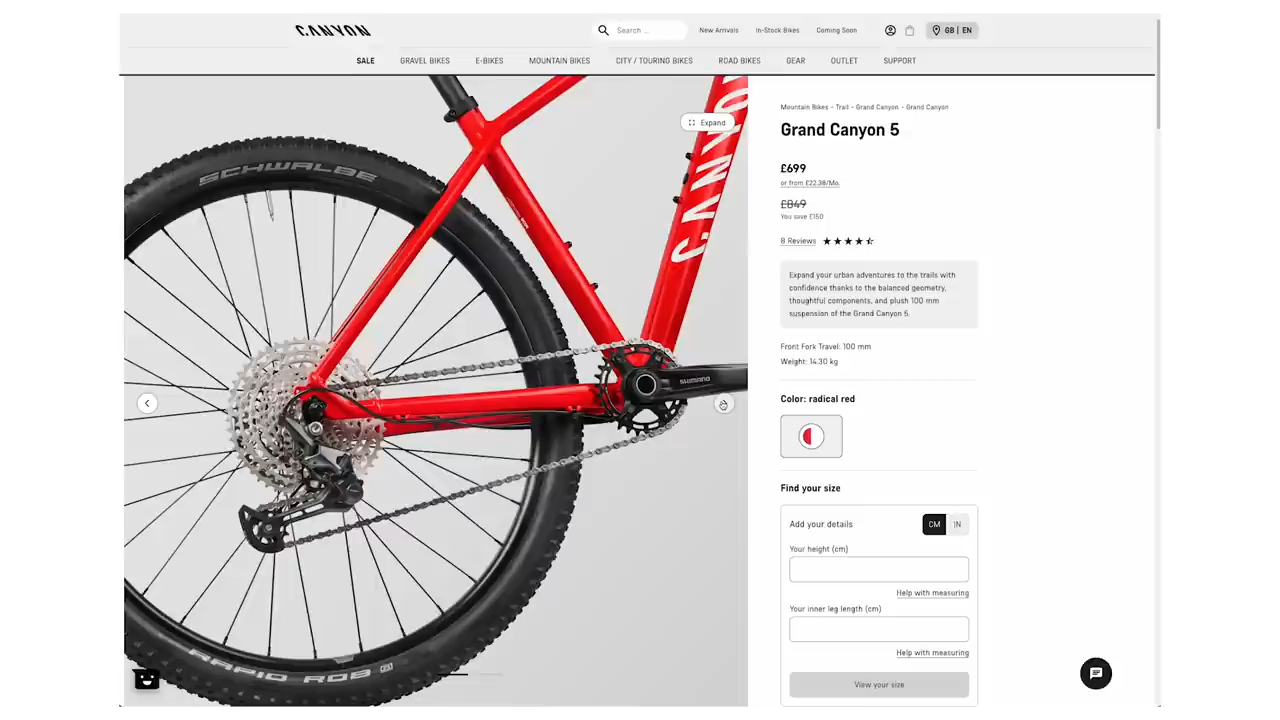 CANYON
Search ...
New Arrivals
In-Stock Bikes
Coming Soon
GB | EN
SALE
GRAVEL BIKES
E-BIKES
MOUNTAIN BIKES
CITY / TOURING BIKES
ROAD BIKES
GEAR
OUTLET
SUPPORT
SCHWALBE
CANYON
SHIMANO
RAPID ROB
Expand
Mountain Bikes - Trail - Grand Canyon - Grand Canyon
Grand Canyon 5
£699
or from £22.38/Mo.
£849
You save £150
8 Reviews
Expand your urban adventures to the trails with
confidence thanks to the balanced geometry,
thoughtful components, and plush 100 mm
suspension of the Grand Canyon 5.
Front Fork Travel: 100 mm
Weight: 14.30 kg
Color: radical red
Find your size
Add your details
CM
IN
Your height (cm)
Help with measuring
Your inner leg length (cm)
Help with measuring
View your size